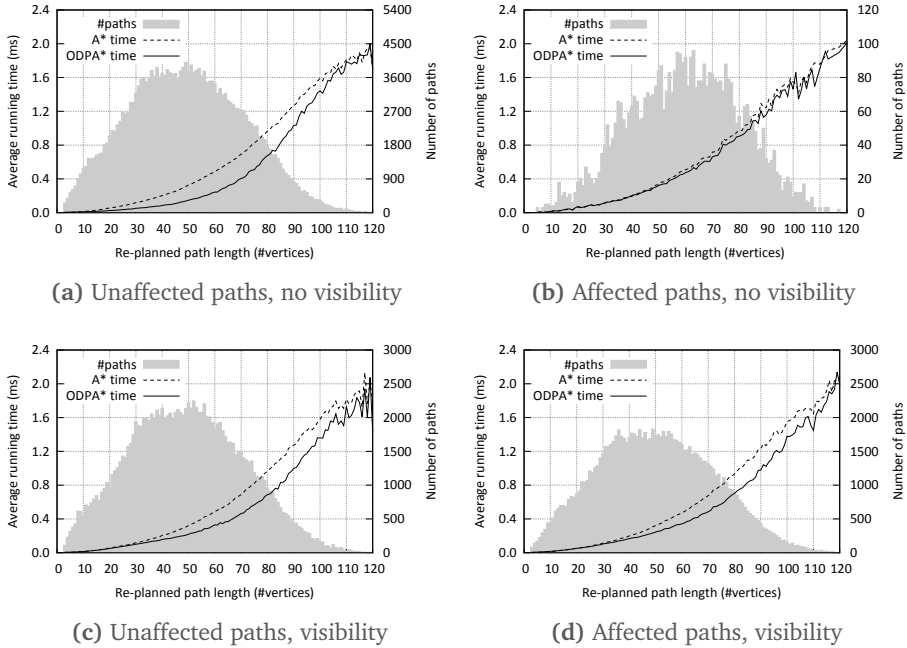 #paths
A* time
ODPA* time
Average running time (ms)
2.4
2.0
1.6
1.2
0.8
0.4
0.0
5400
4500
3600
2700
1800
900
0
Number of paths
0 10 20 30 40 50 60 70 80 90 100 110 120
Re-planned path length (#vertices)
(a) Unaffected paths, no visibility
#paths
A* time
ODPA* time
Average running time (ms)
2.4
2.0
1.6
1.2
0.8
0.4
0.0
120
100
80
60
40
20
0
Number of paths
0 10 20 30 40 50 60 70 80 90 100 110 120
Re-planned path length (#vertices)
(b) Affected paths, no visibility
#paths
A* time
ODPA* time
Average running time (ms)
2.4
2.0
1.6
1.2
0.8
0.4
0.0
3000
2500
2000
1500
1000
500
0
Number of paths
0 10 20 30 40 50 60 70 80 90 100 110 120
Re-planned path length (#vertices)
(c) Unaffected paths, visibility
#paths
A* time
ODPA* time
Average running time (ms)
2.4
2.0
1.6
1.2
0.8
0.4
0.0
3000
2500
2000
1500
1000
500
0
Number of paths
0 10 20 30 40 50 60 70 80 90 100 110 120
Re-planned path length (#vertices)
(d) Affected paths, visibility